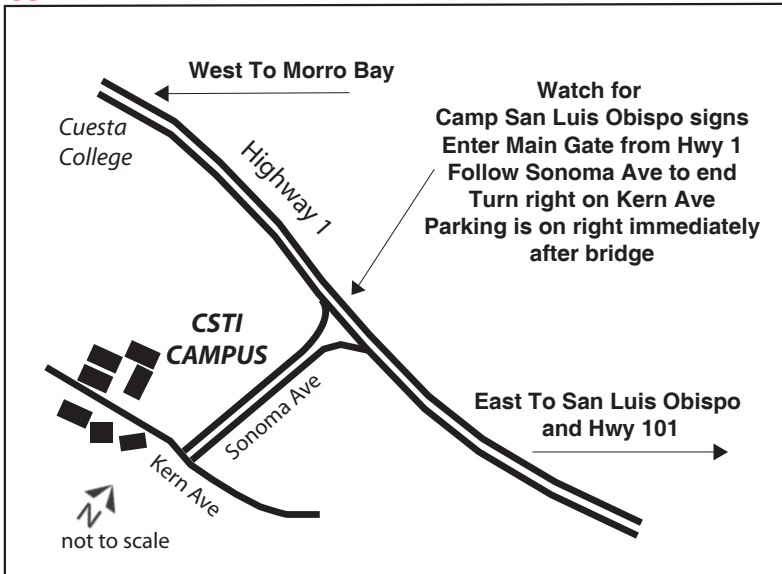 West To Morro Bay
Watch for
Camp San Luis Obispo signs
Enter Main Gate from Hwy 1
Follow Sonoma Ave to end
Turn right on Kern Ave
Parking is on right immediately
after bridge
Cuesta
College
Highway 1
CSTI
CAMPUS
Sonoma Ave
Kern Ave
East To San Luis Obispo
and Hwy 101
N
not to scale